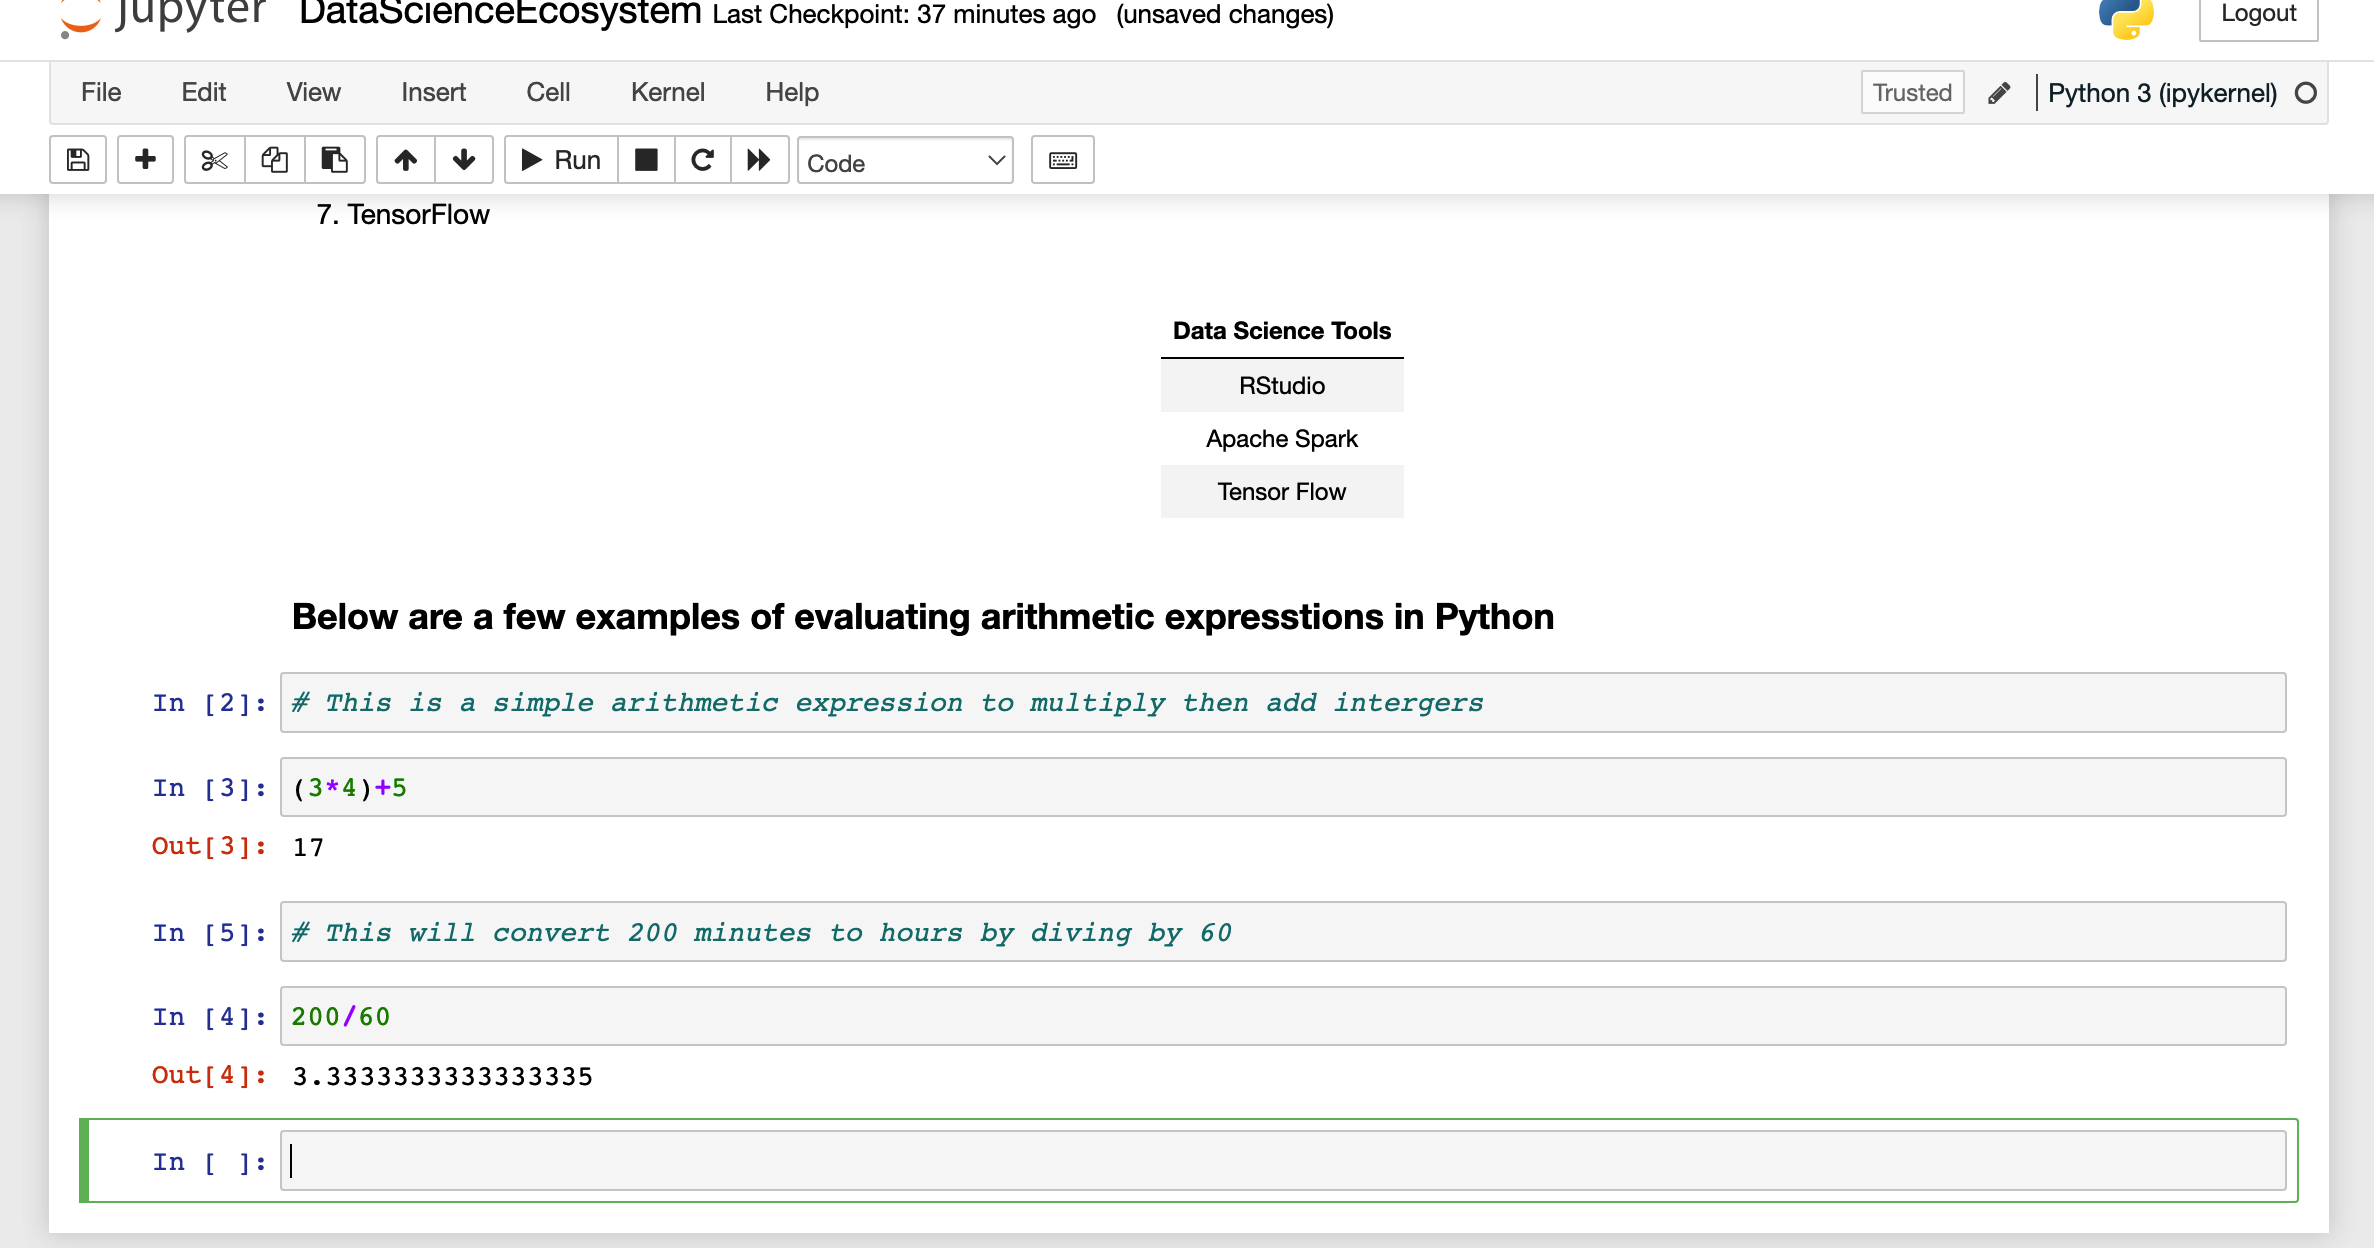 jupyter DataScienceEcosystem Last Checkpoint: 37 minutes ago (unsaved changes) Logout
File Edit View Insert Cell Kernel Help Trusted Python 3 (ipykernel)
Run Code
7. TensorFlow
Data Science Tools
RStudio
Apache Spark
Tensor Flow
Below are a few examples of evaluating arithmetic expresstions in Python
In [2]: # This is a simple arithmetic expression to multiply then add intergers
In [3]: (3*4)+5
Out[3]: 17
In [5]: # This will convert 200 minutes to hours by diving by 60
In [4]: 200/60
Out[4]: 3.3333333333333335
In [ ]: